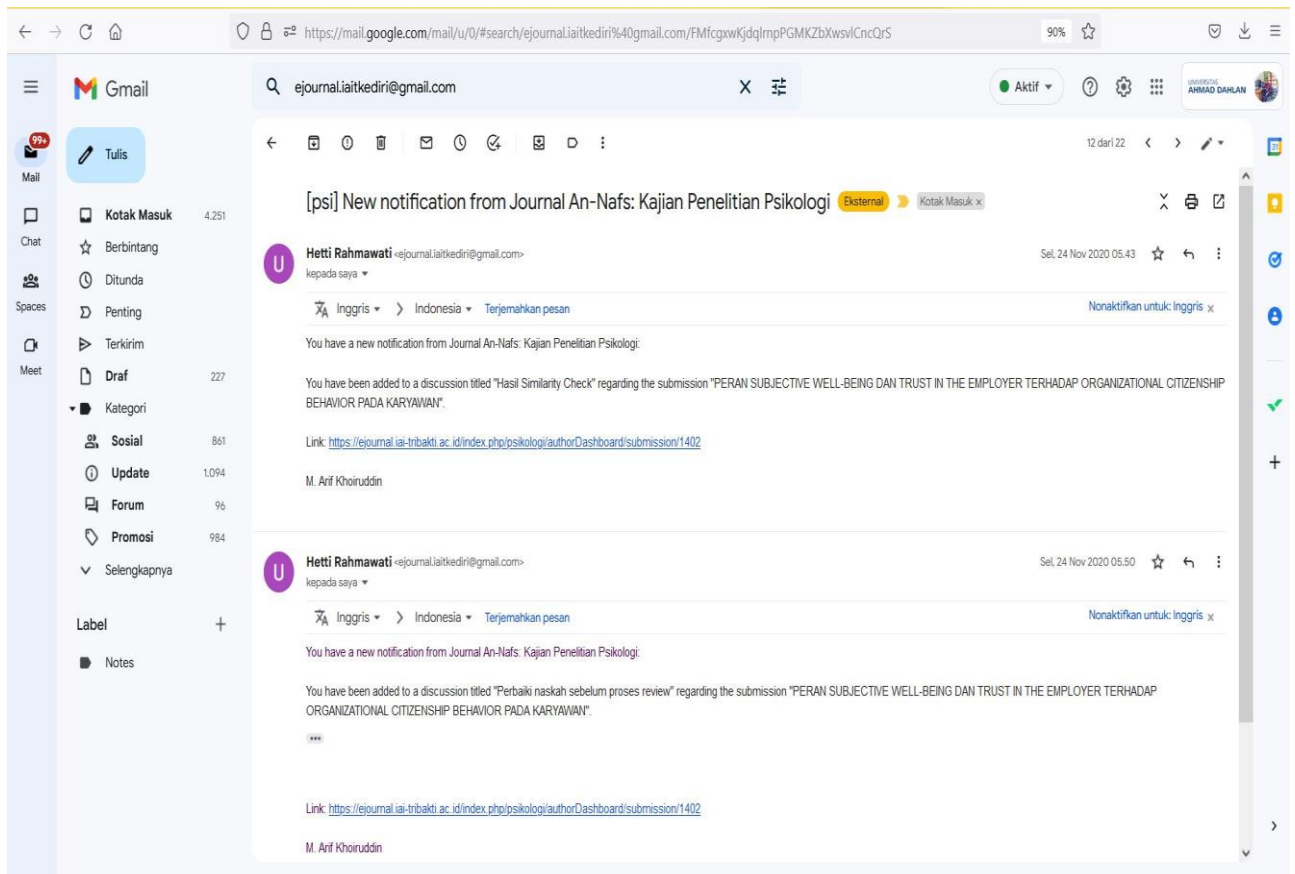 https://mail.google.com/mail/u/0/#search/ejournal.iaitkediri%40gmail.com/FMfcgxwKjdqlrnpPGMKZbXwsvlCncQrS
90%
Gmail
ejournal.iaitkediri@gmail.com
Aktif
UNIVERSITAS
AHMAD DAHLAN
99+
Mail
Chat
Spaces
Meet
Tulis
Kotak Masuk 4.251
Berbintang
Ditunda
Penting
Terkirim
Draf 227
Kategori
Sosial 861
Update 1.094
Forum 96
Promosi 984
Selengkapnya
Label
Notes
12 dari 22
31
[psi] New notification from Journal An-Nafs: Kajian Penelitian Psikologi Eksternal Kotak Masuk x
U
Hetti Rahmawati <ejournal.iaitkediri@gmail.com> Sel, 24 Nov 2020 05.43
kepada saya
Inggris > Indonesia Terjemahkan pesan Nonaktifkan untuk: Inggris x
You have a new notification from Journal An-Nafs: Kajian Penelitian Psikologi:
You have been added to a discussion titled "Hasil Similarity Check" regarding the submission "PERAN SUBJECTIVE WELL-BEING DAN TRUST IN THE EMPLOYER TERHADAP ORGANIZATIONAL CITIZENSHIP
BEHAVIOR PADA KARYAWAN".
Link: https://ejournal.iai-tribakti.ac.id/index.php/psikologi/authorDashboard/submission/1402
M. Arif Khoiruddin
U
Hetti Rahmawati <ejournal.iaitkediri@gmail.com> Sel, 24 Nov 2020 05.50
kepada saya
Inggris > Indonesia Terjemahkan pesan Nonaktifkan untuk: Inggris x
You have a new notification from Journal An-Nafs: Kajian Penelitian Psikologi:
You have been added to a discussion titled "Perbaiki naskah sebelum proses review" regarding the submission "PERAN SUBJECTIVE WELL-BEING DAN TRUST IN THE EMPLOYER TERHADAP
ORGANIZATIONAL CITIZENSHIP BEHAVIOR PADA KARYAWAN".
Link: https://ejournal.iai-tribakti.ac.id/index.php/psikologi/authorDashboard/submission/1402
M. Arif Khoiruddin